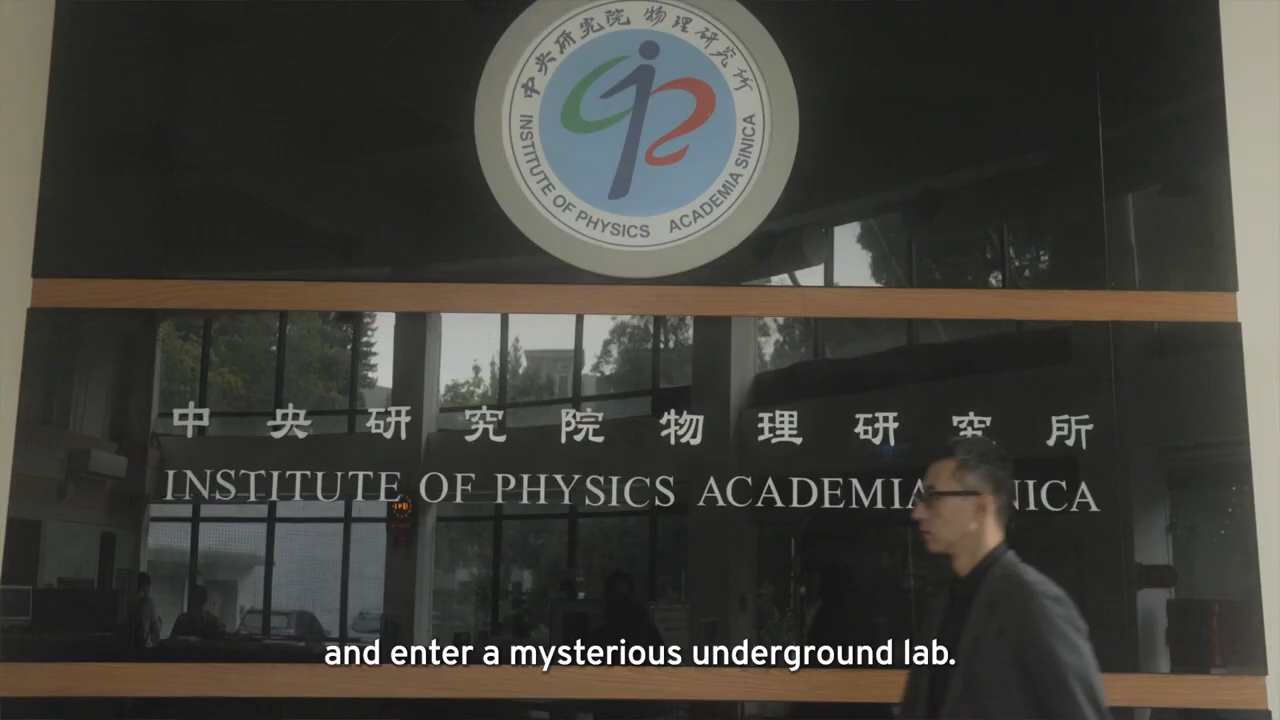 中央研究院 物理研究所
INSTITUTE OF PHYSICS ACADEMIA SINICA
中央研究院物理研究所
INSTITUTE OF PHYSICS ACADEMIA SINICA
and enter a mysterious underground lab.